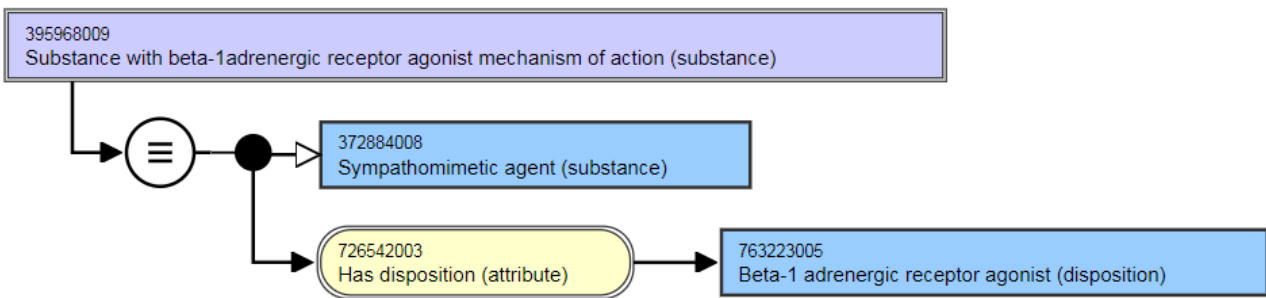 395968009
Substance with beta-1adrenergic receptor agonist mechanism of action (substance)
372884008
Sympathomimetic agent (substance)
726542003
Has disposition (attribute)
763223005
Beta-1 adrenergic receptor agonist (disposition)